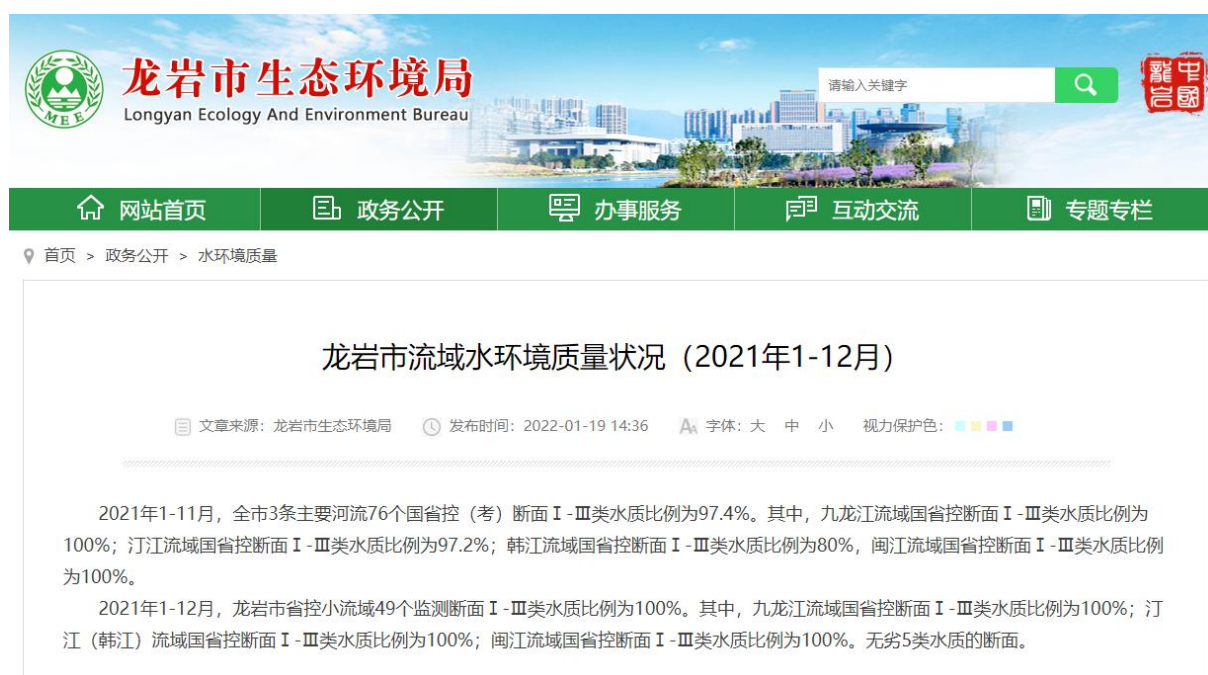 龙岩市生态环境局
Longyan Ecology And Environment Bureau
MEE
请输入关键字
中國
龍岩
网站首页 政务公开 办事服务 互动交流 专题专栏
首页 > 政务公开 > 水环境质量
龙岩市流域水环境质量状况（2021年1-12月）
文章来源：龙岩市生态环境局 发布时间：2022-01-19 14:36 字体：大 中 小 视力保护色：
2021年1-11月，全市3条主要河流76个国省控（考）断面Ⅰ-Ⅲ类水质比例为97.4%。其中，九龙江流域国省控断面Ⅰ-Ⅲ类水质比例为
100%；汀江流域国省控断面Ⅰ-Ⅲ类水质比例为97.2%；韩江流域国省控断面Ⅰ-Ⅲ类水质比例为80%，闽江流域国省控断面Ⅰ-Ⅲ类水质比例
为100%。
2021年1-12月，龙岩市省控小流域49个监测断面Ⅰ-Ⅲ类水质比例为100%。其中，九龙江流域国省控断面Ⅰ-Ⅲ类水质比例为100%；汀
江（韩江）流域国省控断面Ⅰ-Ⅲ类水质比例为100%；闽江流域国省控断面Ⅰ-Ⅲ类水质比例为100%。无劣5类水质的断面。